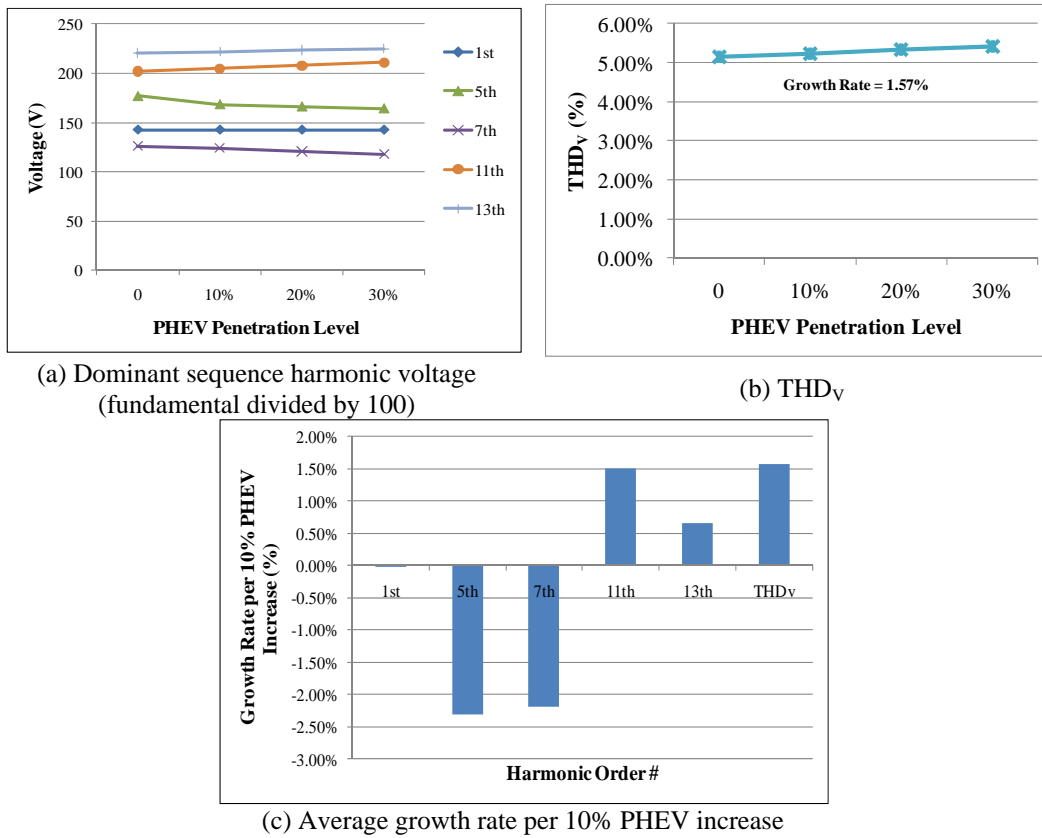 250
200
150
100
50
0
Voltage (V)
0 10% 20% 30%
PHEV Penetration Level
1st
5th
7th
11th
13th
(a) Dominant sequence harmonic voltage
(fundamental divided by 100)
6.00%
5.00%
4.00%
3.00%
2.00%
1.00%
0.00%
THDV (%)
Growth Rate = 1.57%
0 10% 20% 30%
PHEV Penetration Level
(b) THDV
2.00%
1.50%
1.00%
0.50%
0.00%
-0.50%
-1.00%
-1.50%
-2.00%
-2.50%
-3.00%
Growth Rate per 10% PHEV
Increase (%)
1st 5th 7th 11th 13th THDv
Harmonic Order #
(c) Average growth rate per 10% PHEV increase